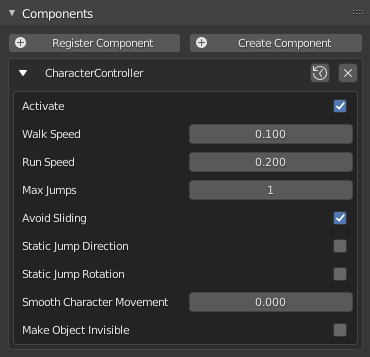 Components
Register Component
Create Component
CharacterController
Activate
Walk Speed 0.100
Run Speed 0.200
Max Jumps 1
Avoid Sliding
Static Jump Direction
Static Jump Rotation
Smooth Character Movement 0.000
Make Object Invisible